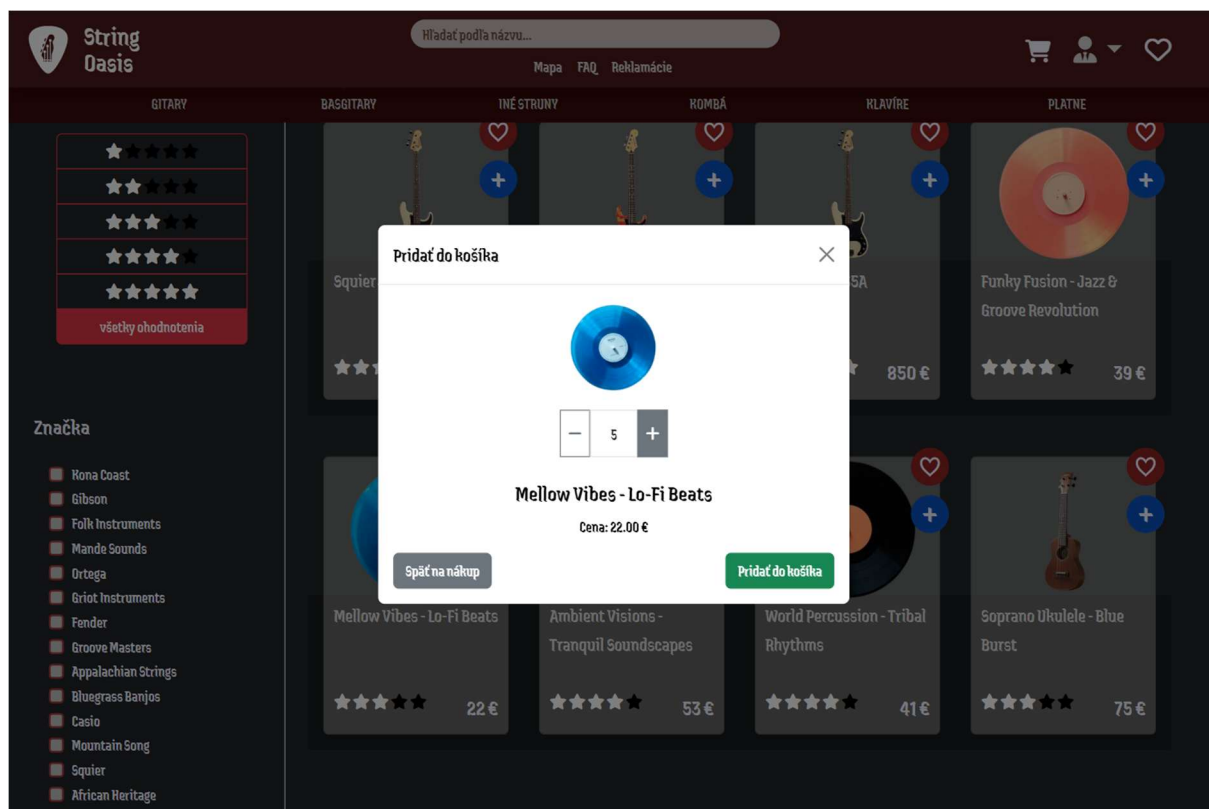 String
Oasis
Hľadať podľa názvu...
Mapa FAQ Reklamácie
GITARY BASGITARY INÉ STRUNY KOMBÁ KLAVÍRE PLATNE
všetky ohodnotenia
Značka
Kona Coast
Gibson
Folk Instruments
Mande Sounds
Ortega
Griot Instruments
Fender
Groove Masters
Appalachian Strings
Bluegrass Banjos
Casio
Mountain Song
Squier
African Heritage
Squier
5A
850 €
Funky Fusion - Jazz &
Groove Revolution
39 €
Pridať do košíka
5
Mellow Vibes - Lo-Fi Beats
Cena: 22.00 €
Späť na nákup
Pridať do košíka
Mellow Vibes - Lo-Fi Beats
22 €
Ambient Visions -
Tranquil Soundscapes
53 €
World Percussion - Tribal
Rhythms
41 €
Soprano Ukulele - Blue
Burst
75 €